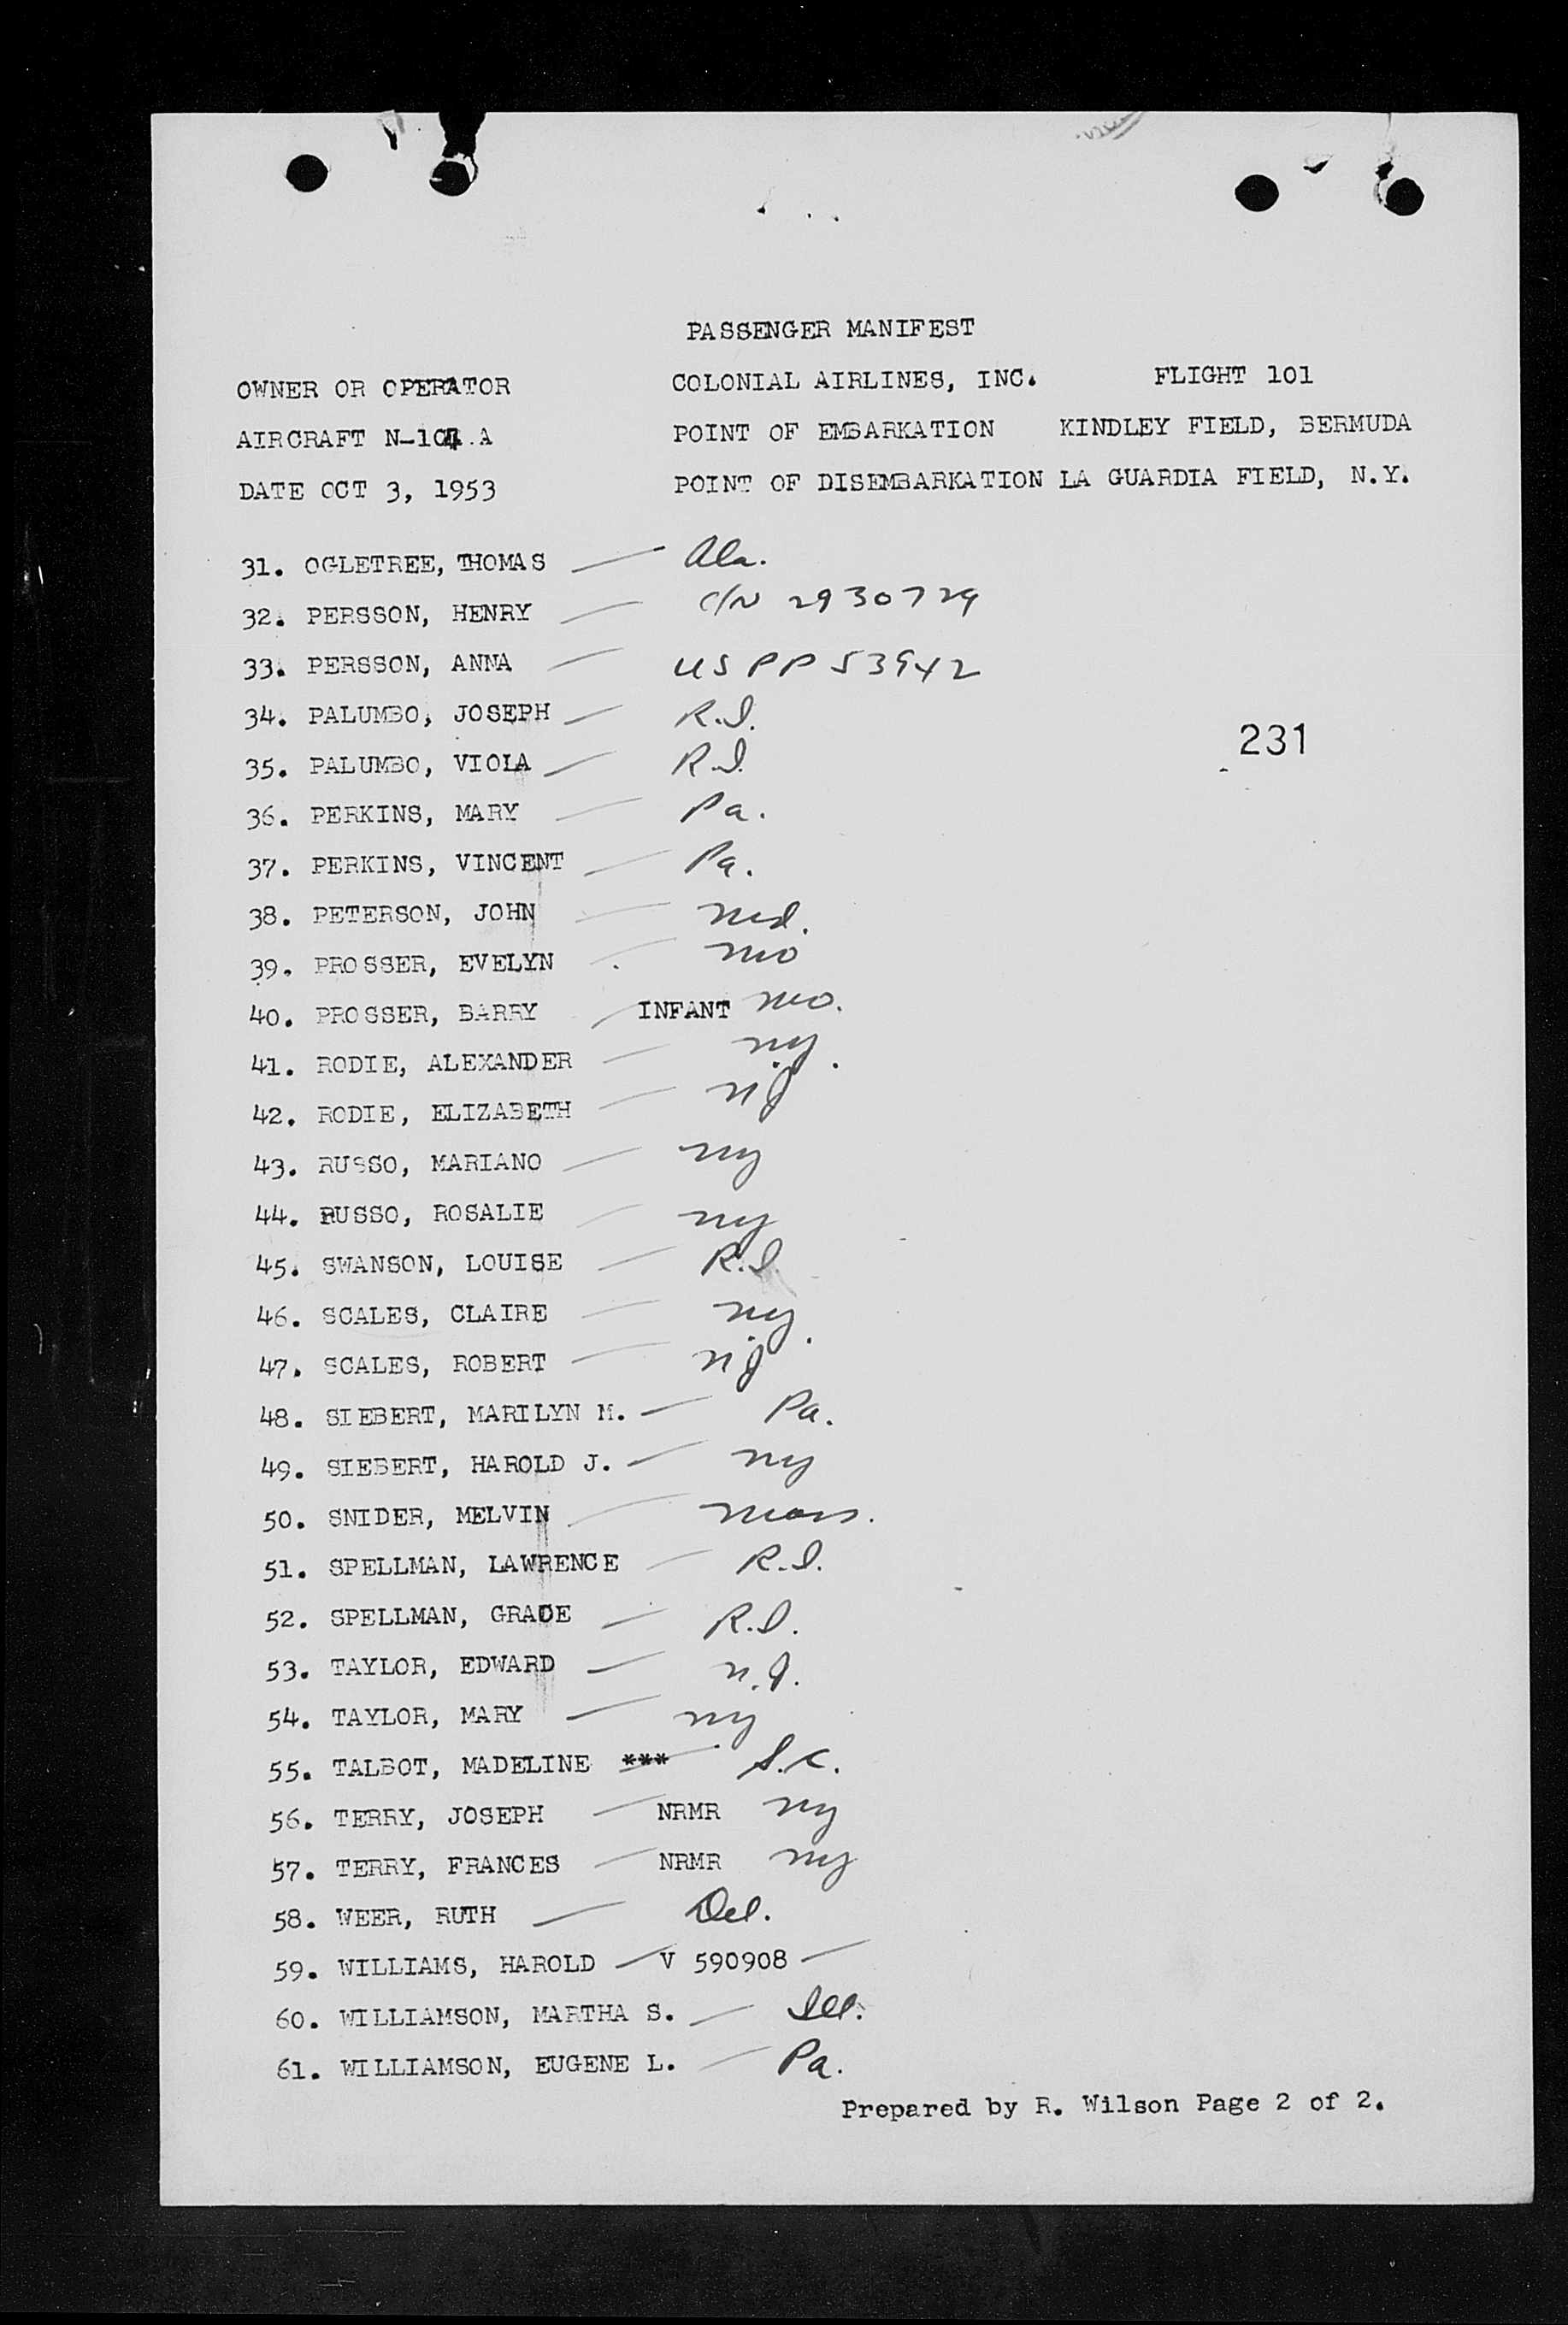 PASSENGER MANIFEST
OWNER OR OPERATOR COLONIAL AIRLINES, INC. FLIGHT 101
AIRCRAFT N-104 A POINT OF EMBARKATION KINDLEY FIELD, BERMUDA
DATE OCT 3, 1953 POINT OF DISEMBARKATION LA GUARDIA FIELD, N.Y.
31. OGLETREE, THOMAS — Ala.
32. PERSSON, HENRY — C/N 2930729
33. PERSSON, ANNA — US PP 53942
34. PALUMBO, JOSEPH — R.I.
231
35. PALUMBO, VIOLA — R.I.
36. PERKINS, MARY — Pa.
37. PERKINS, VINCENT — Pa.
38. PETERSON, JOHN — Md.
39. PROSSER, EVELYN — Mo
40. PROSSER, BARRY — INFANT Mo.
41. RODIE, ALEXANDER — NY.
42. RODIE, ELIZABETH — NJ
43. RUSSO, MARIANO — NY
44. RUSSO, ROSALIE — NY
45. SWANSON, LOUISE — R.I.
46. SCALES, CLAIRE — NY.
47. SCALES, ROBERT — NJ
48. SIEBERT, MARILYN M. — Pa.
49. SIEBERT, HAROLD J. — NY
50. SNIDER, MELVIN — Mass.
51. SPELLMAN, LAWRENCE — R.I.
52. SPELLMAN, GRACE — R.I.
53. TAYLOR, EDWARD — N.J.
54. TAYLOR, MARY — NY
55. TALBOT, MADELINE *** — S.C.
56. TERRY, JOSEPH — NRMR NY
57. TERRY, FRANCES — NRMR NY
58. WEER, RUTH — Del.
59. WILLIAMS, HAROLD — V 590908 —
60. WILLIAMSON, MARTHA S. — Ill.
61. WILLIAMSON, EUGENE L. — Pa.
Prepared by R. Wilson Page 2 of 2.